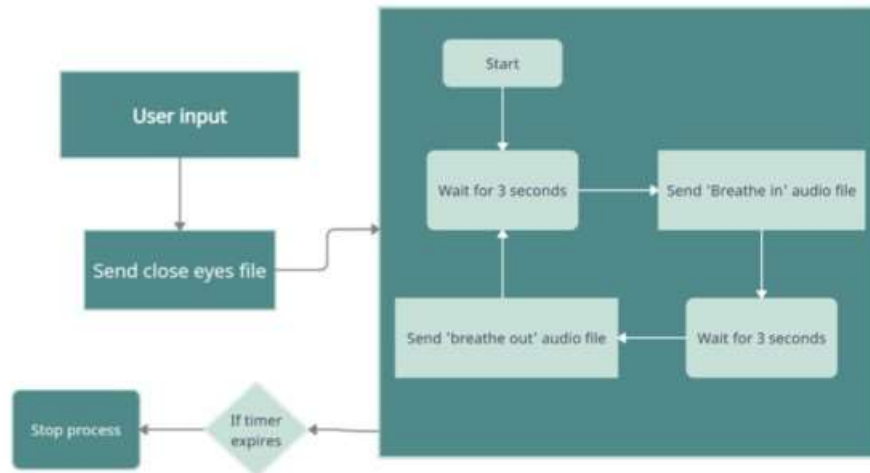 User input
Send close eyes file
Start
Wait for 3 seconds
Send 'Breathe in' audio file
Wait for 3 seconds
Send 'breathe out' audio file
If timer
expires
Stop process